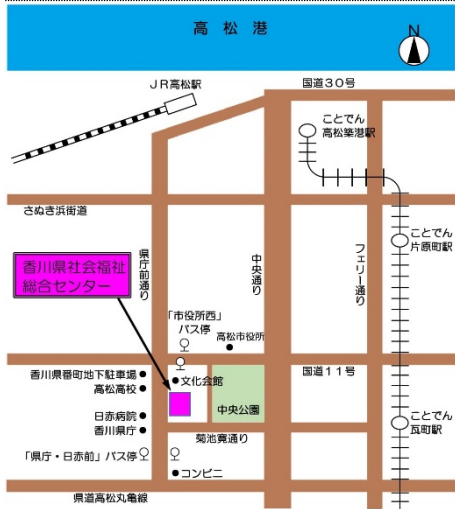 高松港
N
JR高松駅
国道30号
ことでん
高松築港駅
さぬき浜街道
ことでん
片原町駅
県庁前通り
中央通り
フェリー通り
香川県社会福祉
総合センター
「市役所西」
バス停
高松市役所
国道11号
香川県番町地下駐車場
文化会館
高松高校
中央公園
日赤病院
香川県庁
ことでん
瓦町駅
菊池寛通り
「県庁・日赤前」バス停
コンビニ
県道高松丸亀線